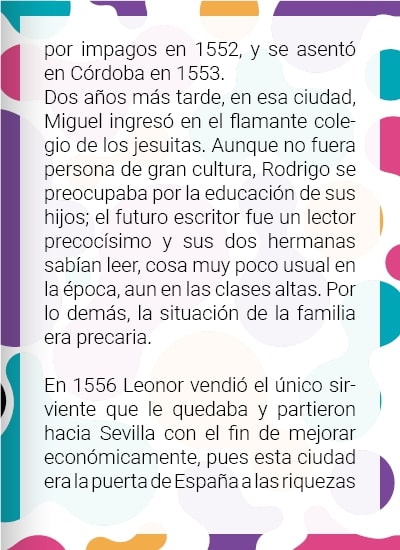 por impagos en 1552, y se asentó
en Córdoba en 1553.
Dos años más tarde, en esa ciudad,
Miguel ingresó en el flamante cole-
gio de los jesuitas. Aunque no fuera
persona de gran cultura, Rodrigo se
preocupaba por la educación de sus
hijos; el futuro escritor fue un lector
precocísimo y sus dos hermanas
sabían leer, cosa muy poco usual en
la época, aun en las clases altas. Por
lo demás, la situación de la familia
era precaria.
En 1556 Leonor vendió el único sir-
viente que le quedaba y partieron
hacia Sevilla con el fin de mejorar
económicamente, pues esta ciudad
era la puerta de España a las riquezas